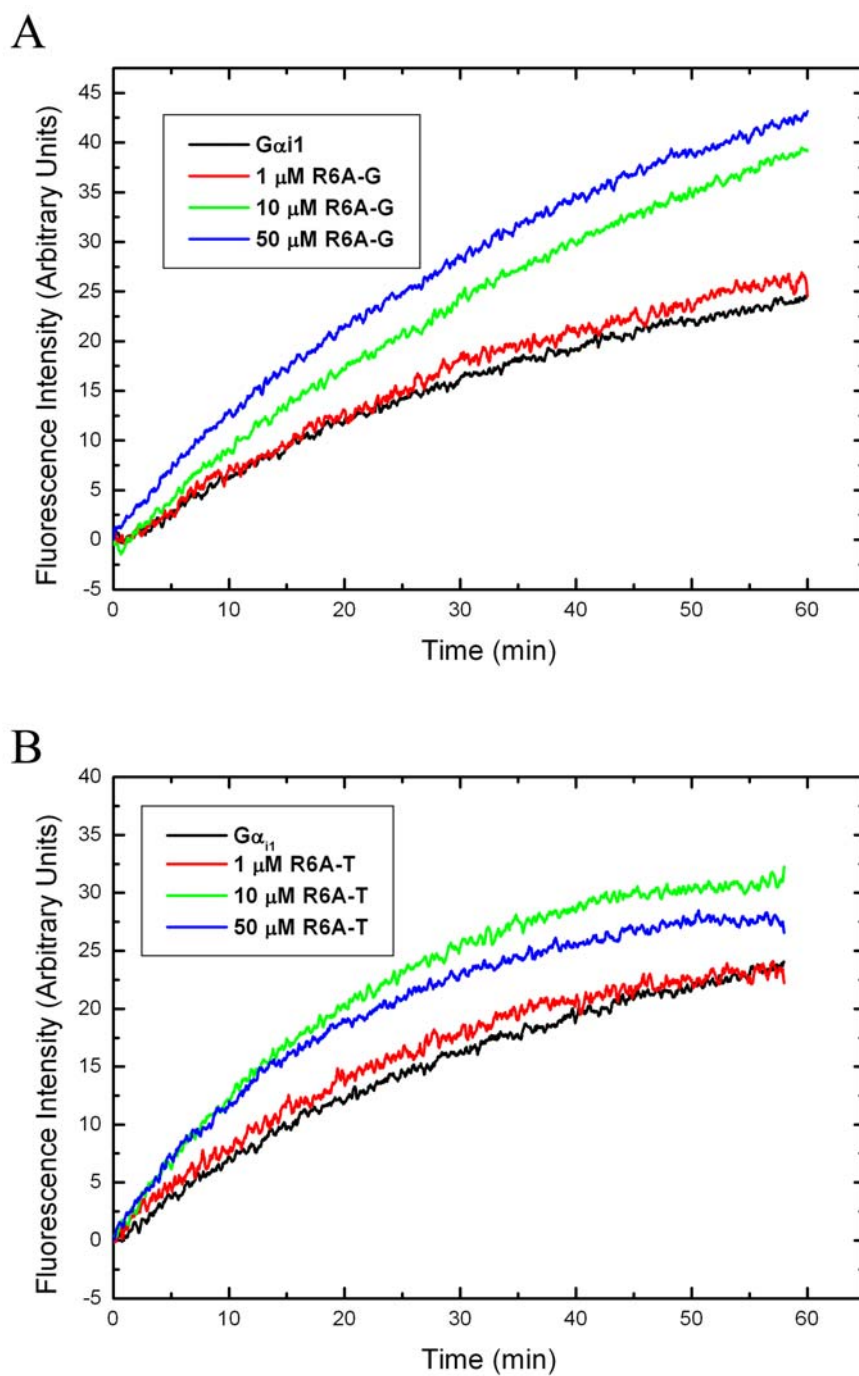 A
Fluorescence Intensity (Arbitrary Units)
45
40
35
30
25
20
15
10
5
0
-5
Gαi1
1 μM R6A-G
10 μM R6A-G
50 μM R6A-G
0 10 20 30 40 50 60
Time (min)
B
Fluorescence Intensity (Arbitrary Units)
40
35
30
25
20
15
10
5
0
-5
Gαi1
1 μM R6A-T
10 μM R6A-T
50 μM R6A-T
0 10 20 30 40 50 60
Time (min)